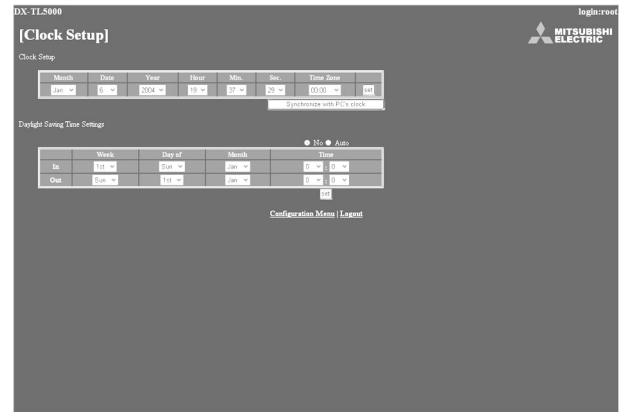 DX-TL5000 login:root
[Clock Setup]
MITSUBISHI
ELECTRIC
Clock Setup
Month Date Year Hour Min. Sec. Time Zone
Jan 6 2004 19 37 29 00:00 set
Synchronize with PC's clock
Daylight Saving Time Settings
No Auto
Week Day of Month Time
In 1st Sun Jan 0 : 0
Out Sun 1st Jan 0 : 0
set
Configuration Menu | Logout